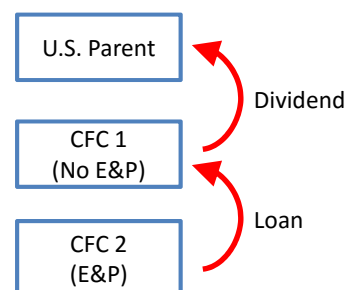 U.S. Parent
Dividend
CFC 1
(No E&P)
Loan
CFC 2
(E&P)